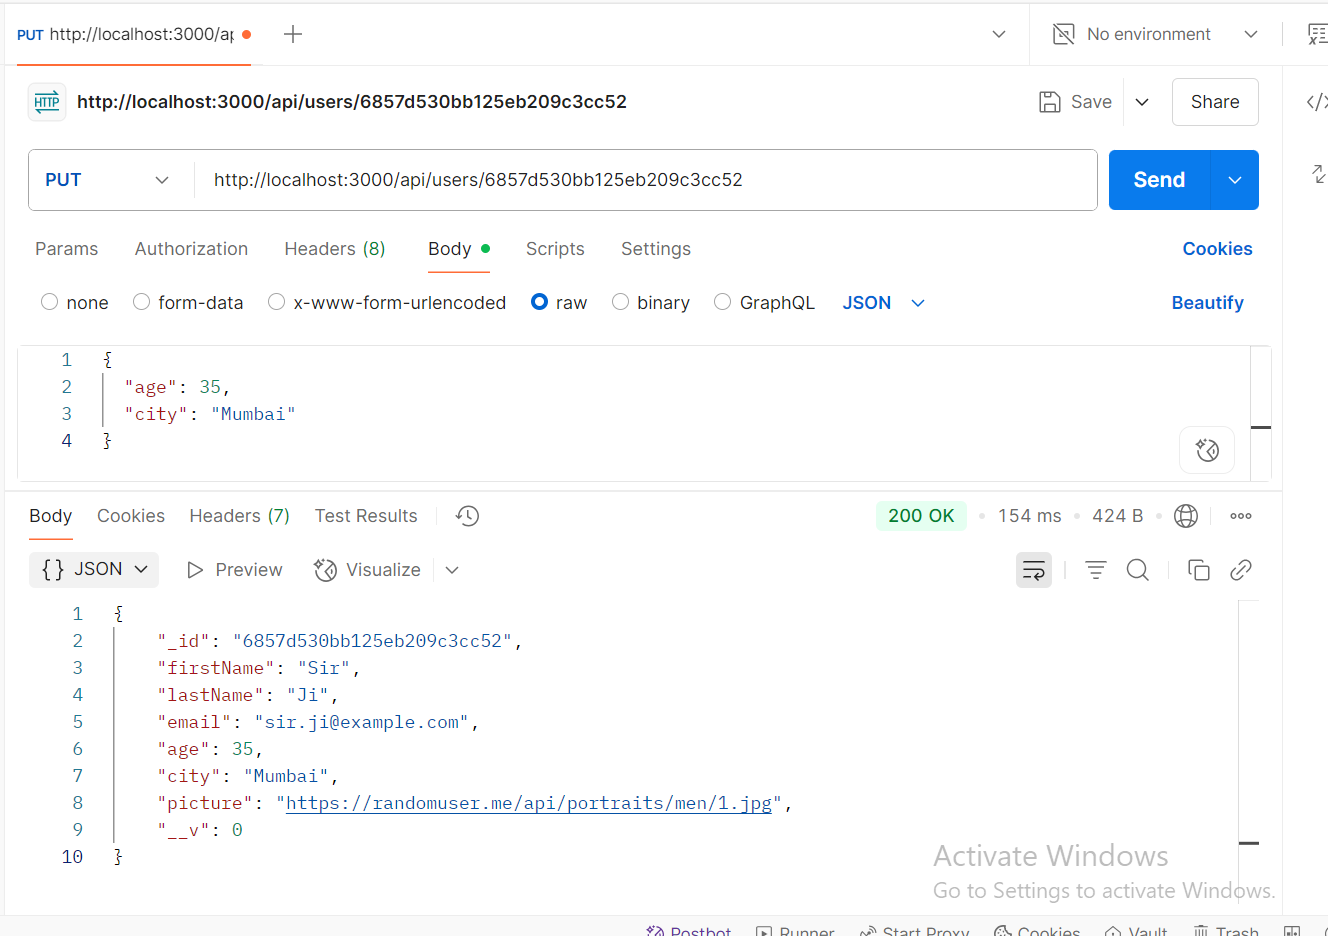 PUT http://localhost:3000/ap
No environment
HTTP http://localhost:3000/api/users/6857d530bb125eb209c3cc52
Save
Share
PUT http://localhost:3000/api/users/6857d530bb125eb209c3cc52
Send
Params Authorization Headers (8) Body Scripts Settings Cookies
none form-data x-www-form-urlencoded raw binary GraphQL JSON Beautify
1 {
2 "age": 35,
3 "city": "Mumbai"
4 }
Body Cookies Headers (7) Test Results 200 OK • 154 ms • 424 B •
{} JSON Preview Visualize
1 {
2 "_id": "6857d530bb125eb209c3cc52",
3 "firstName": "Sir",
4 "lastName": "Ji",
5 "email": "sir.ji@example.com",
6 "age": 35,
7 "city": "Mumbai",
8 "picture": "https://randomuser.me/api/portraits/men/1.jpg",
9 "__v": 0
10 }
Activate Windows
Go to Settings to activate Windows.
Postbot Runner Start Proxy Cookies Vault Trash